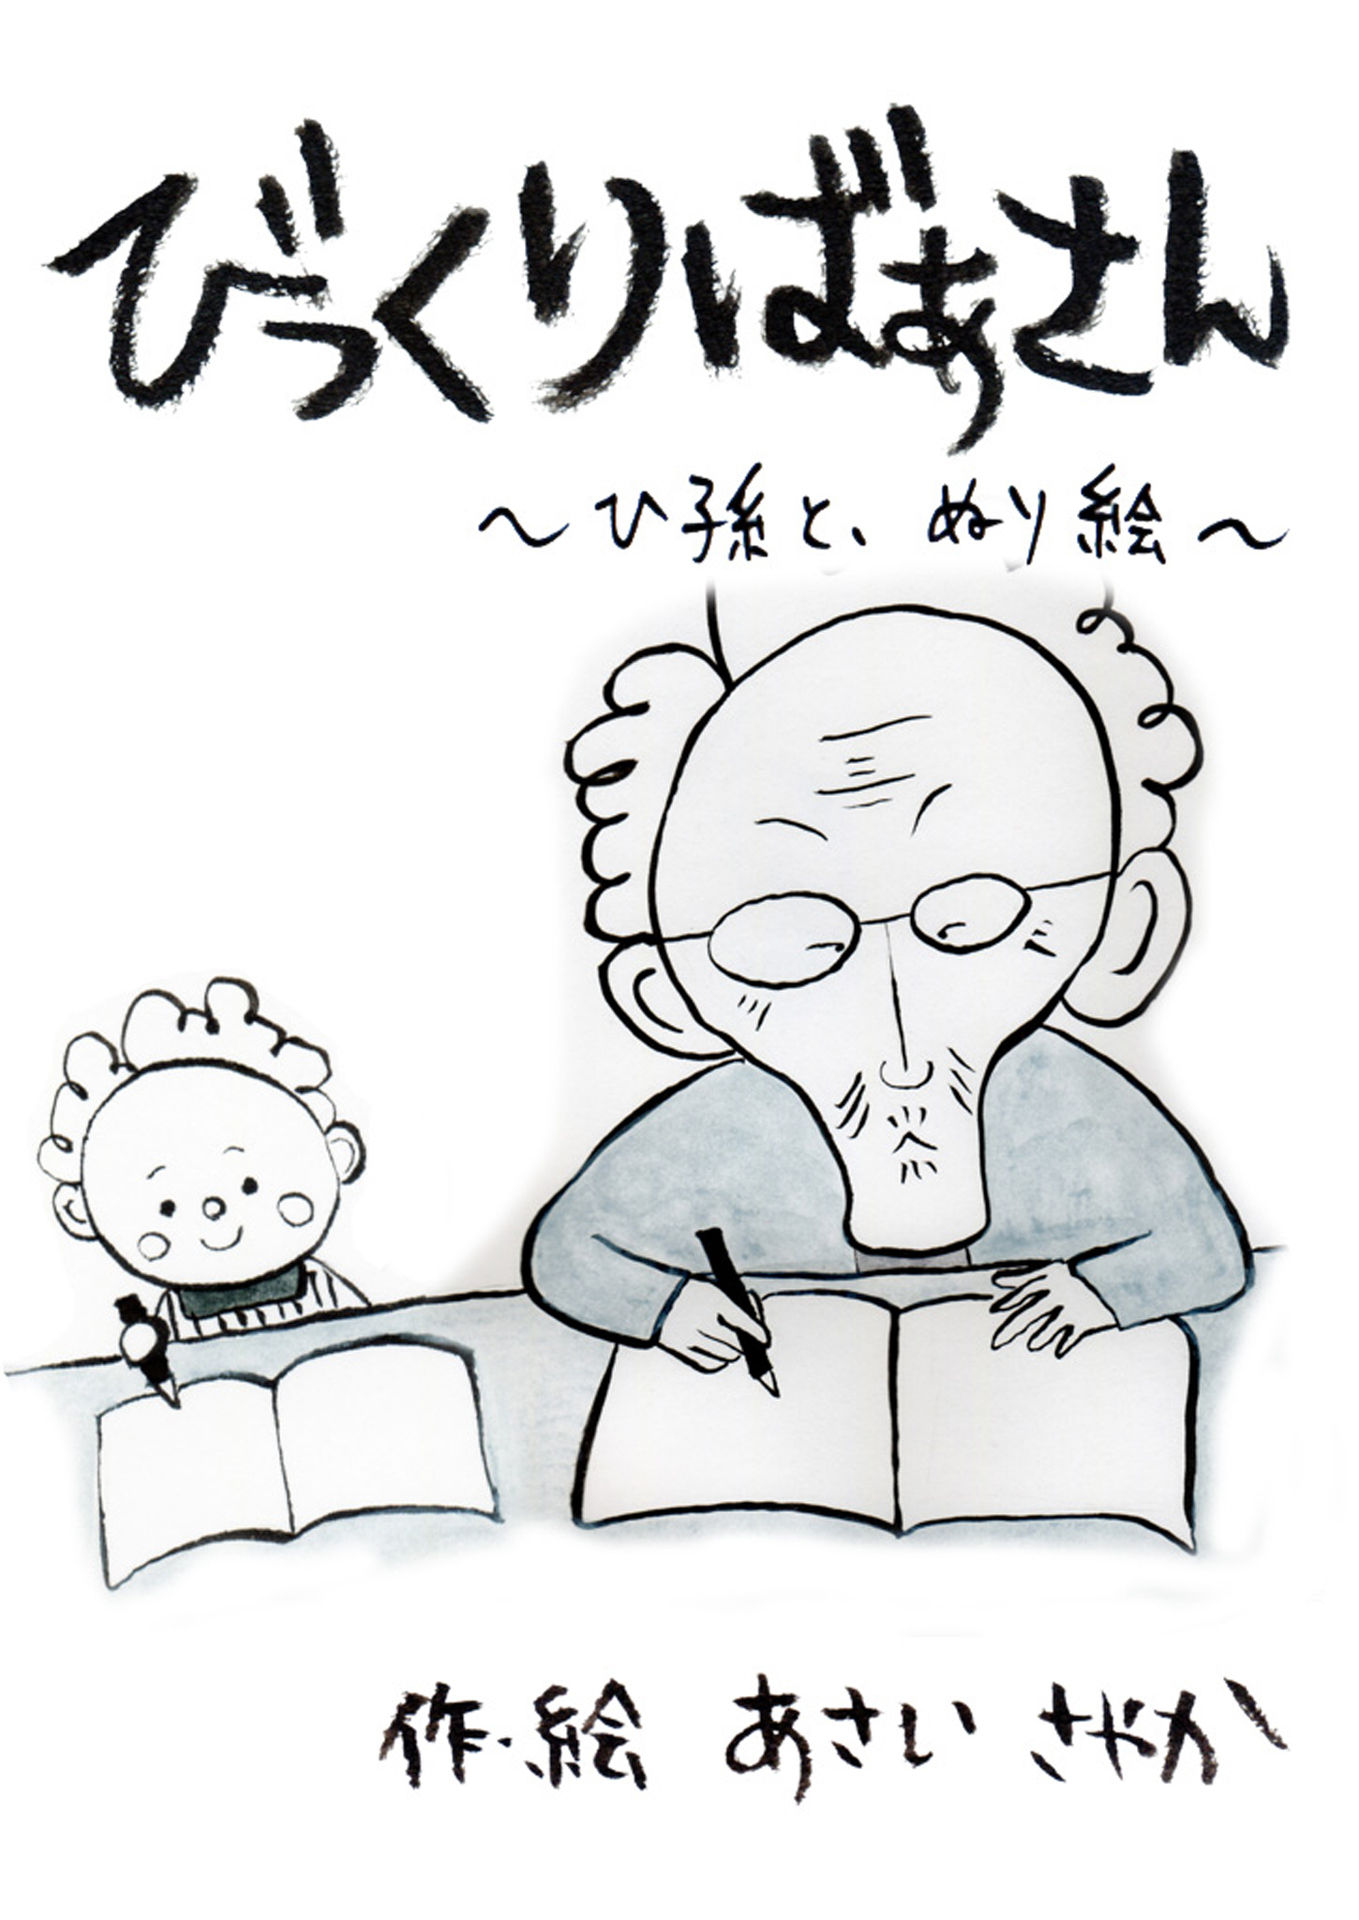 びっくりばぁさん
〜ひ孫と、ぬり絵〜
作・絵 あさい さやか